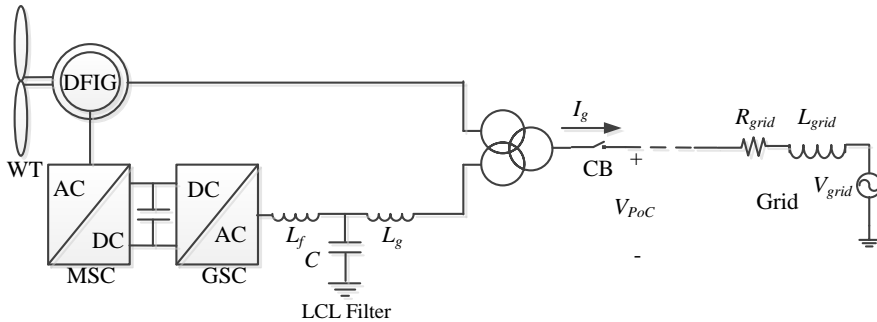 DFIG
WT
AC
DC
MSC
DC
AC
GSC
L_f
C
L_g
LCL Filter
I_g
CB
+
V_PoC
-
R_grid
L_grid
Grid
V_grid